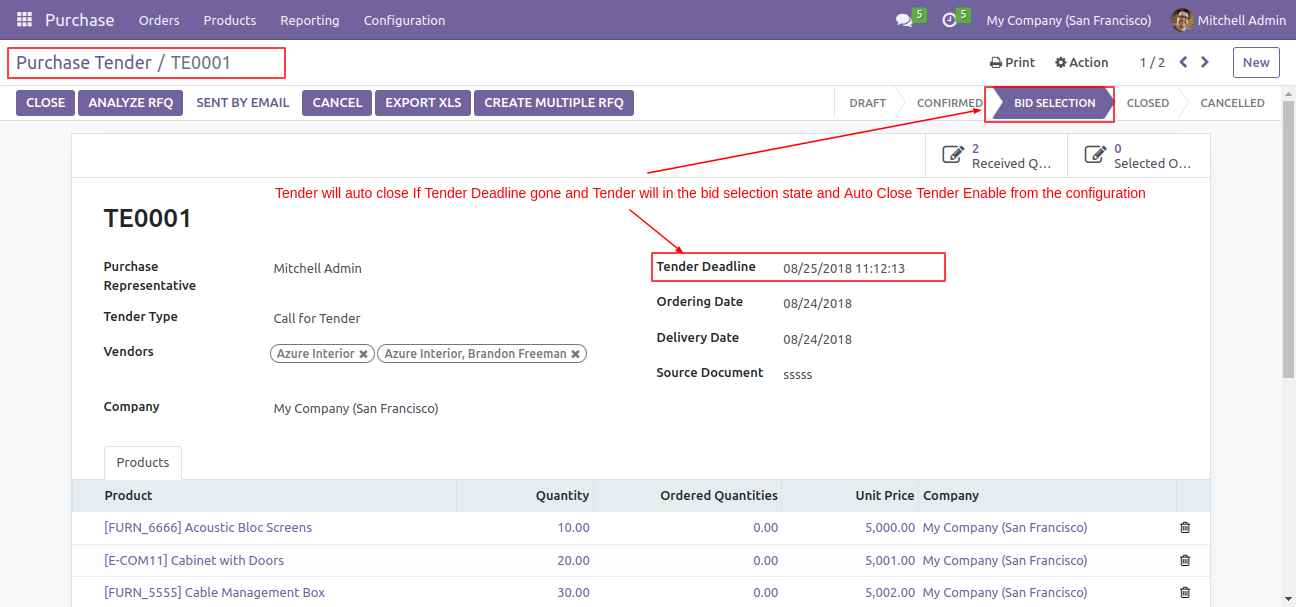 Purchase Orders Products Reporting Configuration 5 5 My Company (San Francisco) Mitchell Admin
Purchase Tender / TE0001 Print Action 1 / 2 New
CLOSE ANALYZE RFQ SENT BY EMAIL CANCEL EXPORT XLS CREATE MULTIPLE RFQ DRAFT CONFIRMED BID SELECTION CLOSED CANCELLED
2 Received Q... 0 Selected O...
Tender will auto close If Tender Deadline gone and Tender will in the bid selection state and Auto Close Tender Enable from the configuration
TE0001
Purchase Representative Mitchell Admin
Tender Type Call for Tender
Vendors Azure Interior ✖ Azure Interior, Brandon Freeman ✖
Company My Company (San Francisco)
Tender Deadline 08/25/2018 11:12:13
Ordering Date 08/24/2018
Delivery Date 08/24/2018
Source Document sssss
Products
Product Quantity Ordered Quantities Unit Price Company
[FURN_6666] Acoustic Bloc Screens 10.00 0.00 5,000.00 My Company (San Francisco)
[E-COM11] Cabinet with Doors 20.00 0.00 5,001.00 My Company (San Francisco)
[FURN_5555] Cable Management Box 30.00 0.00 5,002.00 My Company (San Francisco)